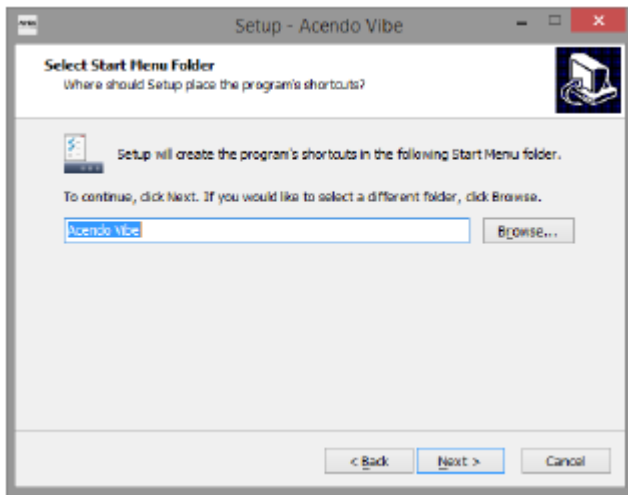 Setup - Acendo Vibe
Select Start Menu Folder
Where should Setup place the program's shortcuts?
Setup will create the program's shortcuts in the following Start Menu folder.
To continue, click Next. If you would like to select a different folder, click Browse.
Acendo Vibe
Browse...
< Back
Next >
Cancel